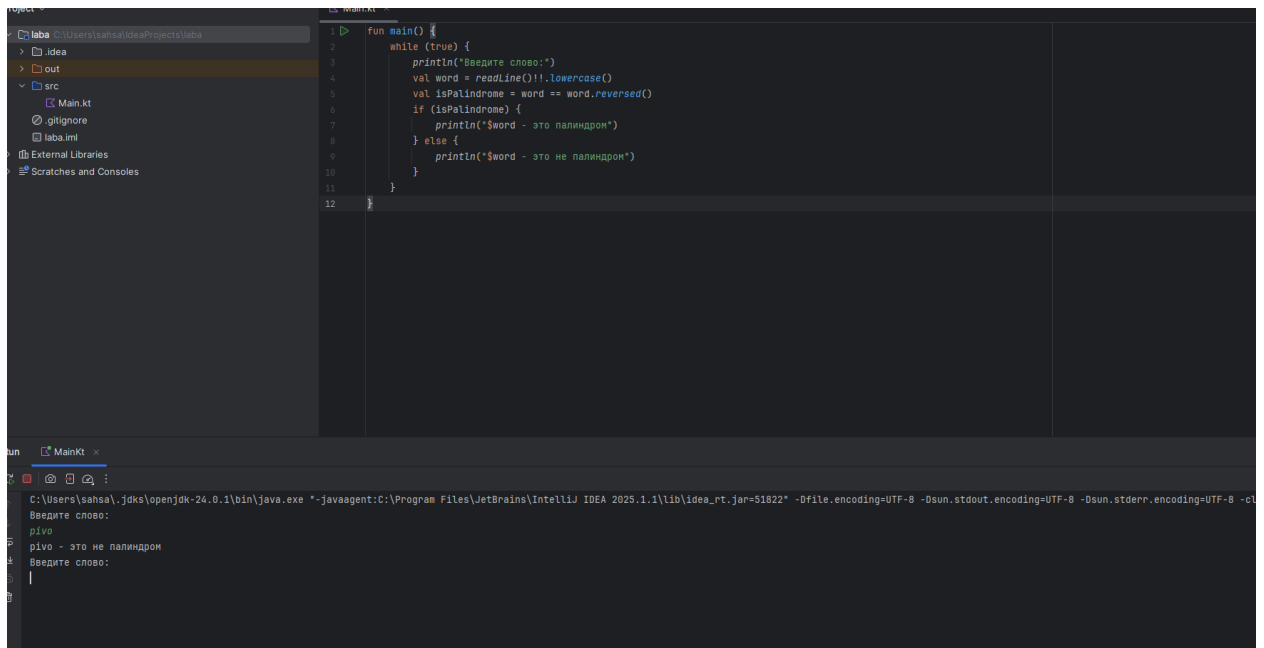 roject
Main.kt ×
laba C:\Users\sahsa\IdeaProjects\laba
.idea
out
src
Main.kt
.gitignore
laba.iml
External Libraries
Scratches and Consoles
1 fun main() {
2 while (true) {
3 println("Введите слово:")
4 val word = readLine()!!.lowercase()
5 val isPalindrome = word == word.reversed()
6 if (isPalindrome) {
7 println("$word - это палиндром")
8 } else {
9 println("$word - это не палиндром")
10 }
11 }
12 }
un MainKt ×
C:\Users\sahsa\.jdks\openjdk-24.0.1\bin\java.exe "-javaagent:C:\Program Files\JetBrains\IntelliJ IDEA 2025.1.1\lib\idea_rt.jar=51822" -Dfile.encoding=UTF-8 -Dsun.stdout.encoding=UTF-8 -Dsun.stderr.encoding=UTF-8 -cl
Введите слово:
pivo
pivo - это не палиндром
Введите слово: